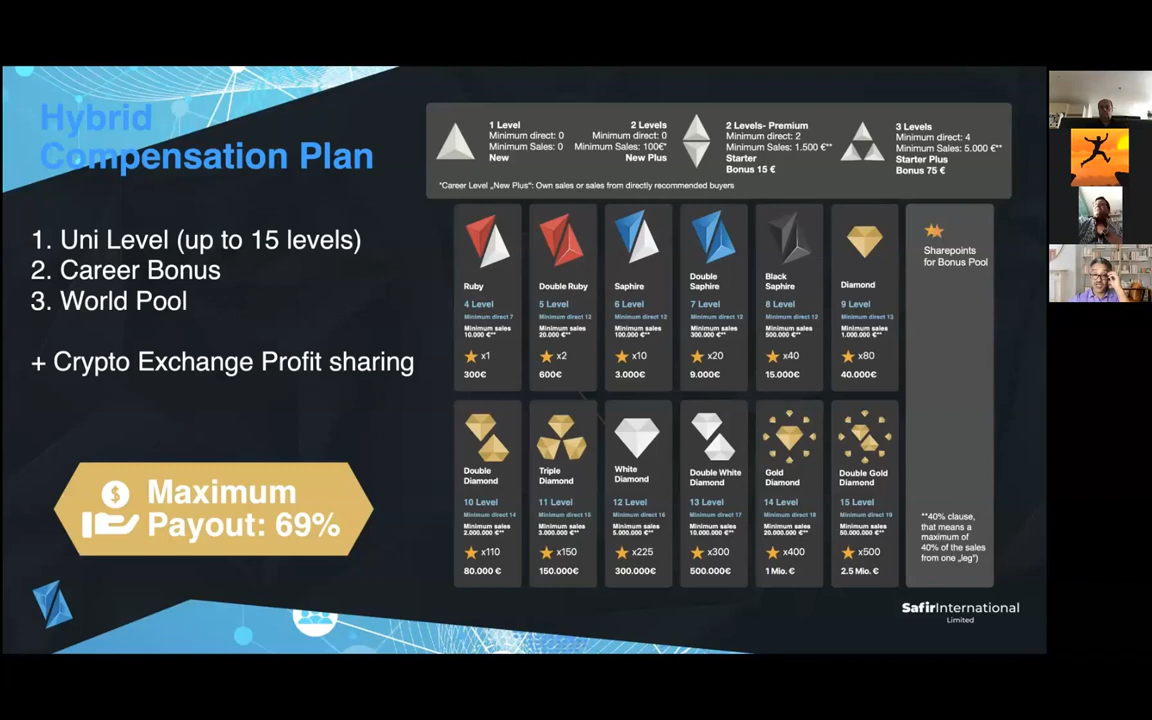 Hybrid
Compensation Plan
1. Uni Level (up to 15 levels)
2. Career Bonus
3. World Pool
+ Crypto Exchange Profit sharing
$
Maximum
Payout: 69%
1 Level
Minimum direct: 0
Minimum Sales: 0
New
2 Levels
Minimum direct: 0
Minimum Sales: 100€*
New Plus
2 Levels- Premium
Minimum direct: 2
Minimum Sales: 1.500 €**
Starter
Bonus 15 €
3 Levels
Minimum direct: 4
Minimum Sales: 5.000 €**
Starter Plus
Bonus 75 €
*Career Level „New Plus“: Own sales or sales from directly recommended buyers
Ruby
4 Level
Minimum direct 7
Minimum sales
10.000 €**
x1
300€
Double Ruby
5 Level
Minimum direct 12
Minimum sales
20.000 €**
x2
600€
Saphire
6 Level
Minimum direct 12
Minimum sales
100.000 €**
x10
3.000€
Double
Saphire
7 Level
Minimum direct 12
Minimum sales
300.000 €**
x20
9.000€
Black
Saphire
8 Level
Minimum direct 12
Minimum sales
500.000 €**
x40
15.000€
Diamond
9 Level
Minimum direct 13
Minimum sales
1.000.000 €**
x80
40.000€
Sharepoints
for Bonus Pool
Double
Diamond
10 Level
Minimum direct 14
Minimum sales
2.000.000 €**
x110
80.000 €
Triple
Diamond
11 Level
Minimum direct 15
Minimum sales
3.000.000 €**
x150
150.000€
White
Diamond
12 Level
Minimum direct 16
Minimum sales
5.000.000 €**
x225
300.000€
Double White
Diamond
13 Level
Minimum direct 17
Minimum sales
10.000.000 €**
x300
500.000€
Gold
Diamond
14 Level
Minimum direct 18
Minimum sales
20.000.000 €**
x400
1 Mio. €
Double Gold
Diamond
15 Level
Minimum direct 19
Minimum sales
50.000.000 €**
x500
2.5 Mio. €
**40% clause,
that means a
maximum of
40% of the sales
from one „leg“)
SafirInternational
Limited